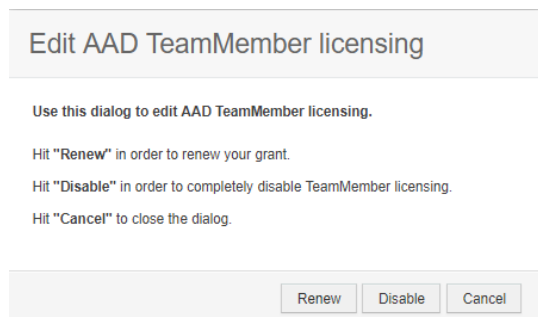 Edit AAD TeamMember licensing
Use this dialog to edit AAD TeamMember licensing.
Hit "Renew" in order to renew your grant.
Hit "Disable" in order to completely disable TeamMember licensing.
Hit "Cancel" to close the dialog.
Renew Disable Cancel